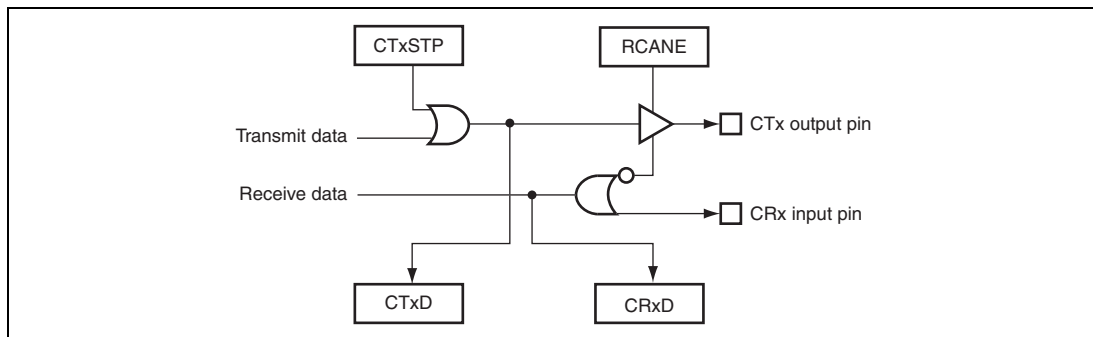 CTxSTP
RCANE
Transmit data
CTx output pin
Receive data
CRx input pin
CTxD
CRxD